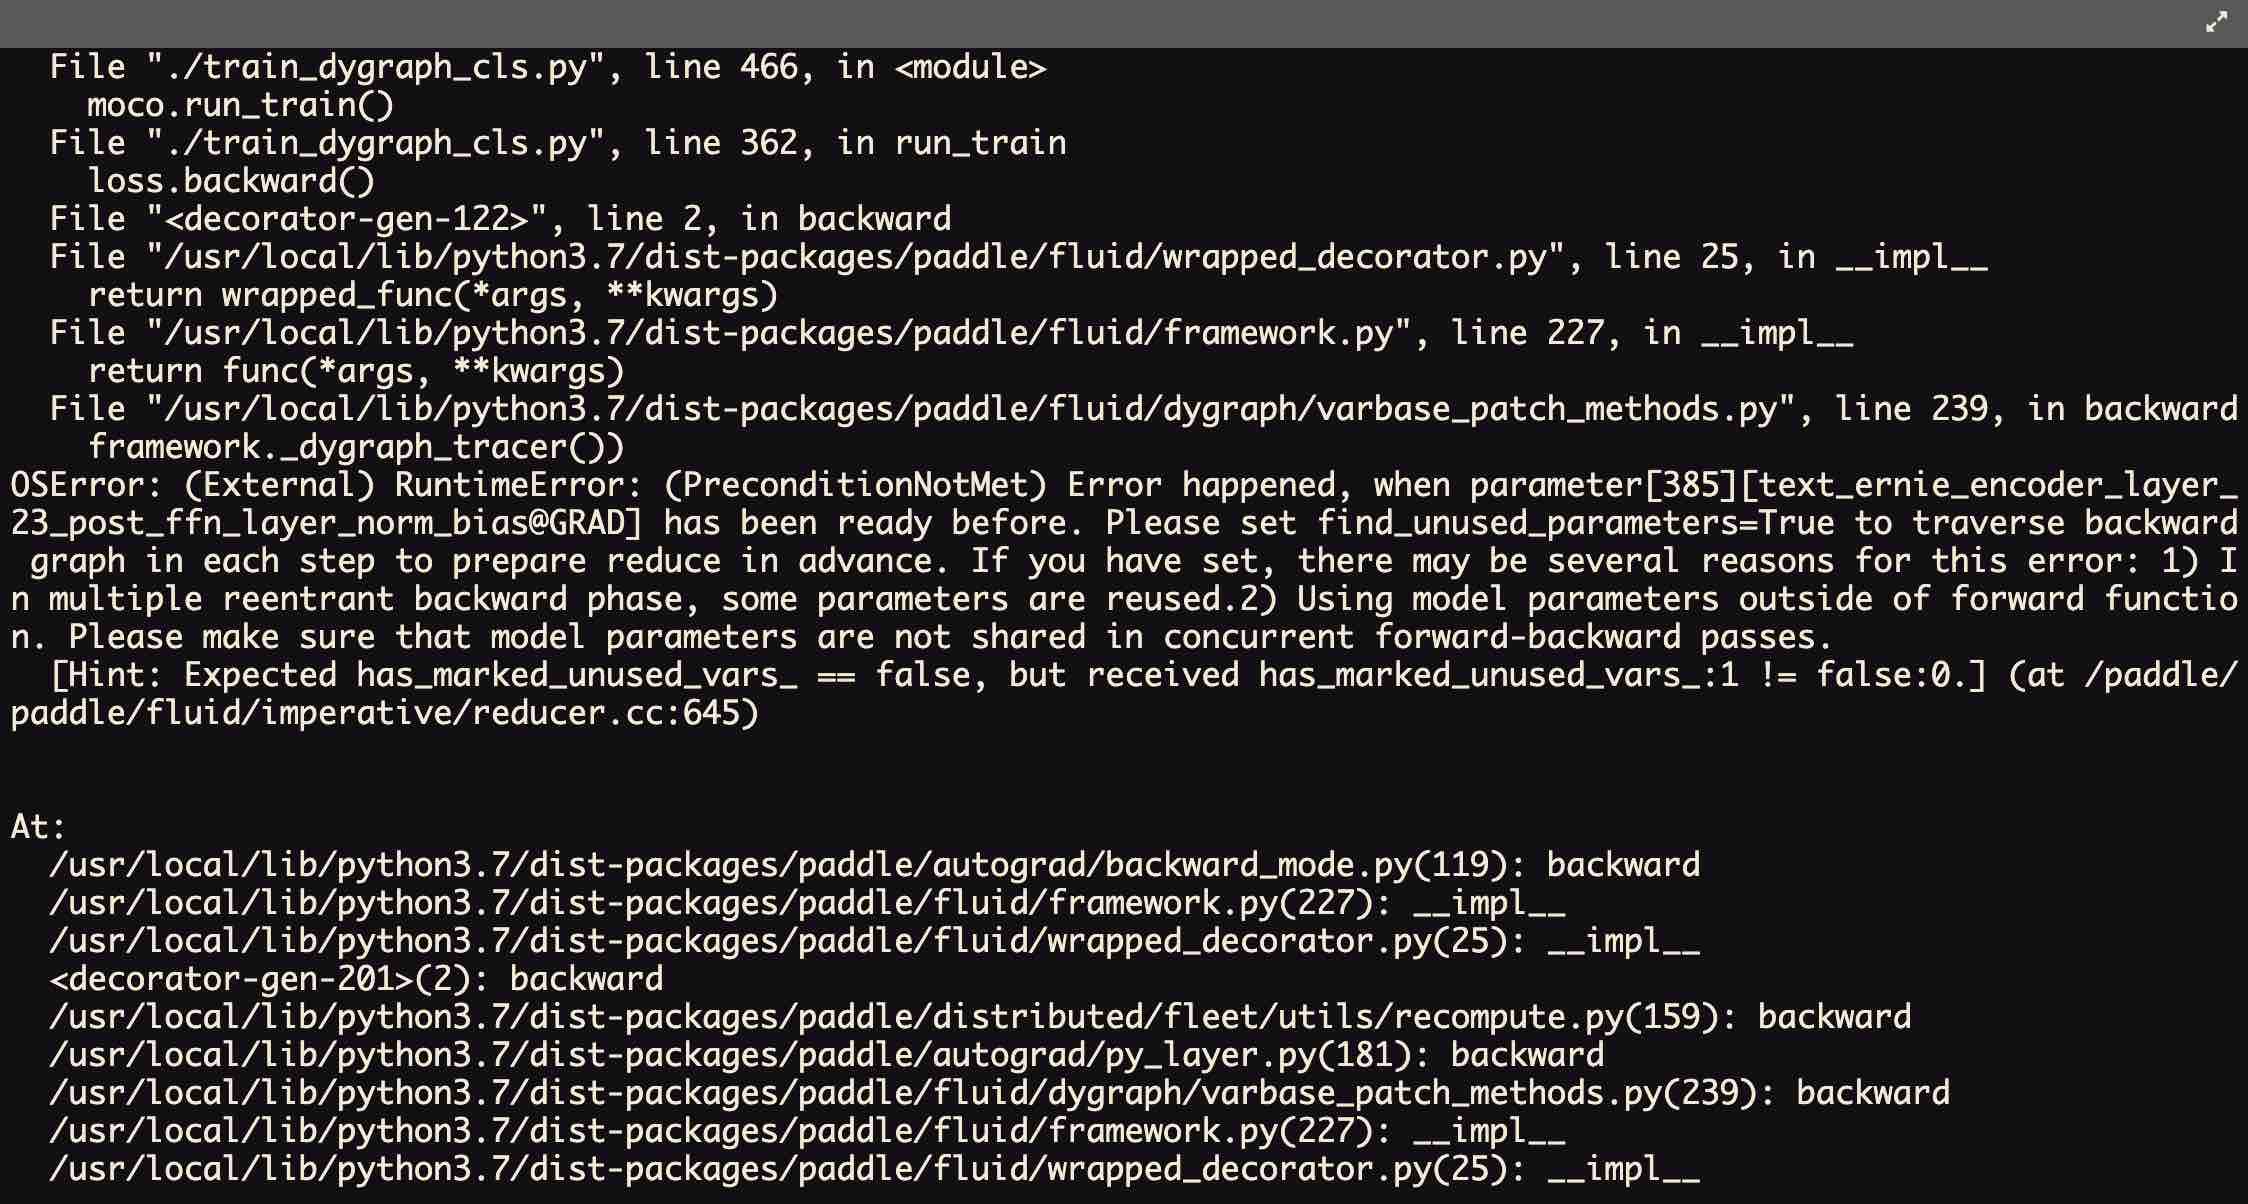 File "./train_dygraph_cls.py", line 466, in <module>
moco.run_train()
File "./train_dygraph_cls.py", line 362, in run_train
loss.backward()
File "<decorator-gen-122>", line 2, in backward
File "/usr/local/lib/python3.7/dist-packages/paddle/fluid/wrapped_decorator.py", line 25, in __impl__
return wrapped_func(*args, **kwargs)
File "/usr/local/lib/python3.7/dist-packages/paddle/fluid/framework.py", line 227, in __impl__
return func(*args, **kwargs)
File "/usr/local/lib/python3.7/dist-packages/paddle/fluid/dygraph/varbase_patch_methods.py", line 239, in backward
framework._dygraph_tracer())
OSError: (External) RuntimeError: (PreconditionNotMet) Error happened, when parameter[385][text_ernie_encoder_layer_
23_post_ffn_layer_norm_bias@GRAD] has been ready before. Please set find_unused_parameters=True to traverse backward
graph in each step to prepare reduce in advance. If you have set, there may be several reasons for this error: 1) I
n multiple reentrant backward phase, some parameters are reused.2) Using model parameters outside of forward functio
n. Please make sure that model parameters are not shared in concurrent forward-backward passes.
[Hint: Expected has_marked_unused_vars_ == false, but received has_marked_unused_vars_:1 != false:0.] (at /paddle/
paddle/fluid/imperative/reducer.cc:645)
At:
/usr/local/lib/python3.7/dist-packages/paddle/autograd/backward_mode.py(119): backward
/usr/local/lib/python3.7/dist-packages/paddle/fluid/framework.py(227): __impl__
/usr/local/lib/python3.7/dist-packages/paddle/fluid/wrapped_decorator.py(25): __impl__
<decorator-gen-201>(2): backward
/usr/local/lib/python3.7/dist-packages/paddle/distributed/fleet/utils/recompute.py(159): backward
/usr/local/lib/python3.7/dist-packages/paddle/autograd/py_layer.py(181): backward
/usr/local/lib/python3.7/dist-packages/paddle/fluid/dygraph/varbase_patch_methods.py(239): backward
/usr/local/lib/python3.7/dist-packages/paddle/fluid/framework.py(227): __impl__
/usr/local/lib/python3.7/dist-packages/paddle/fluid/wrapped_decorator.py(25): __impl__